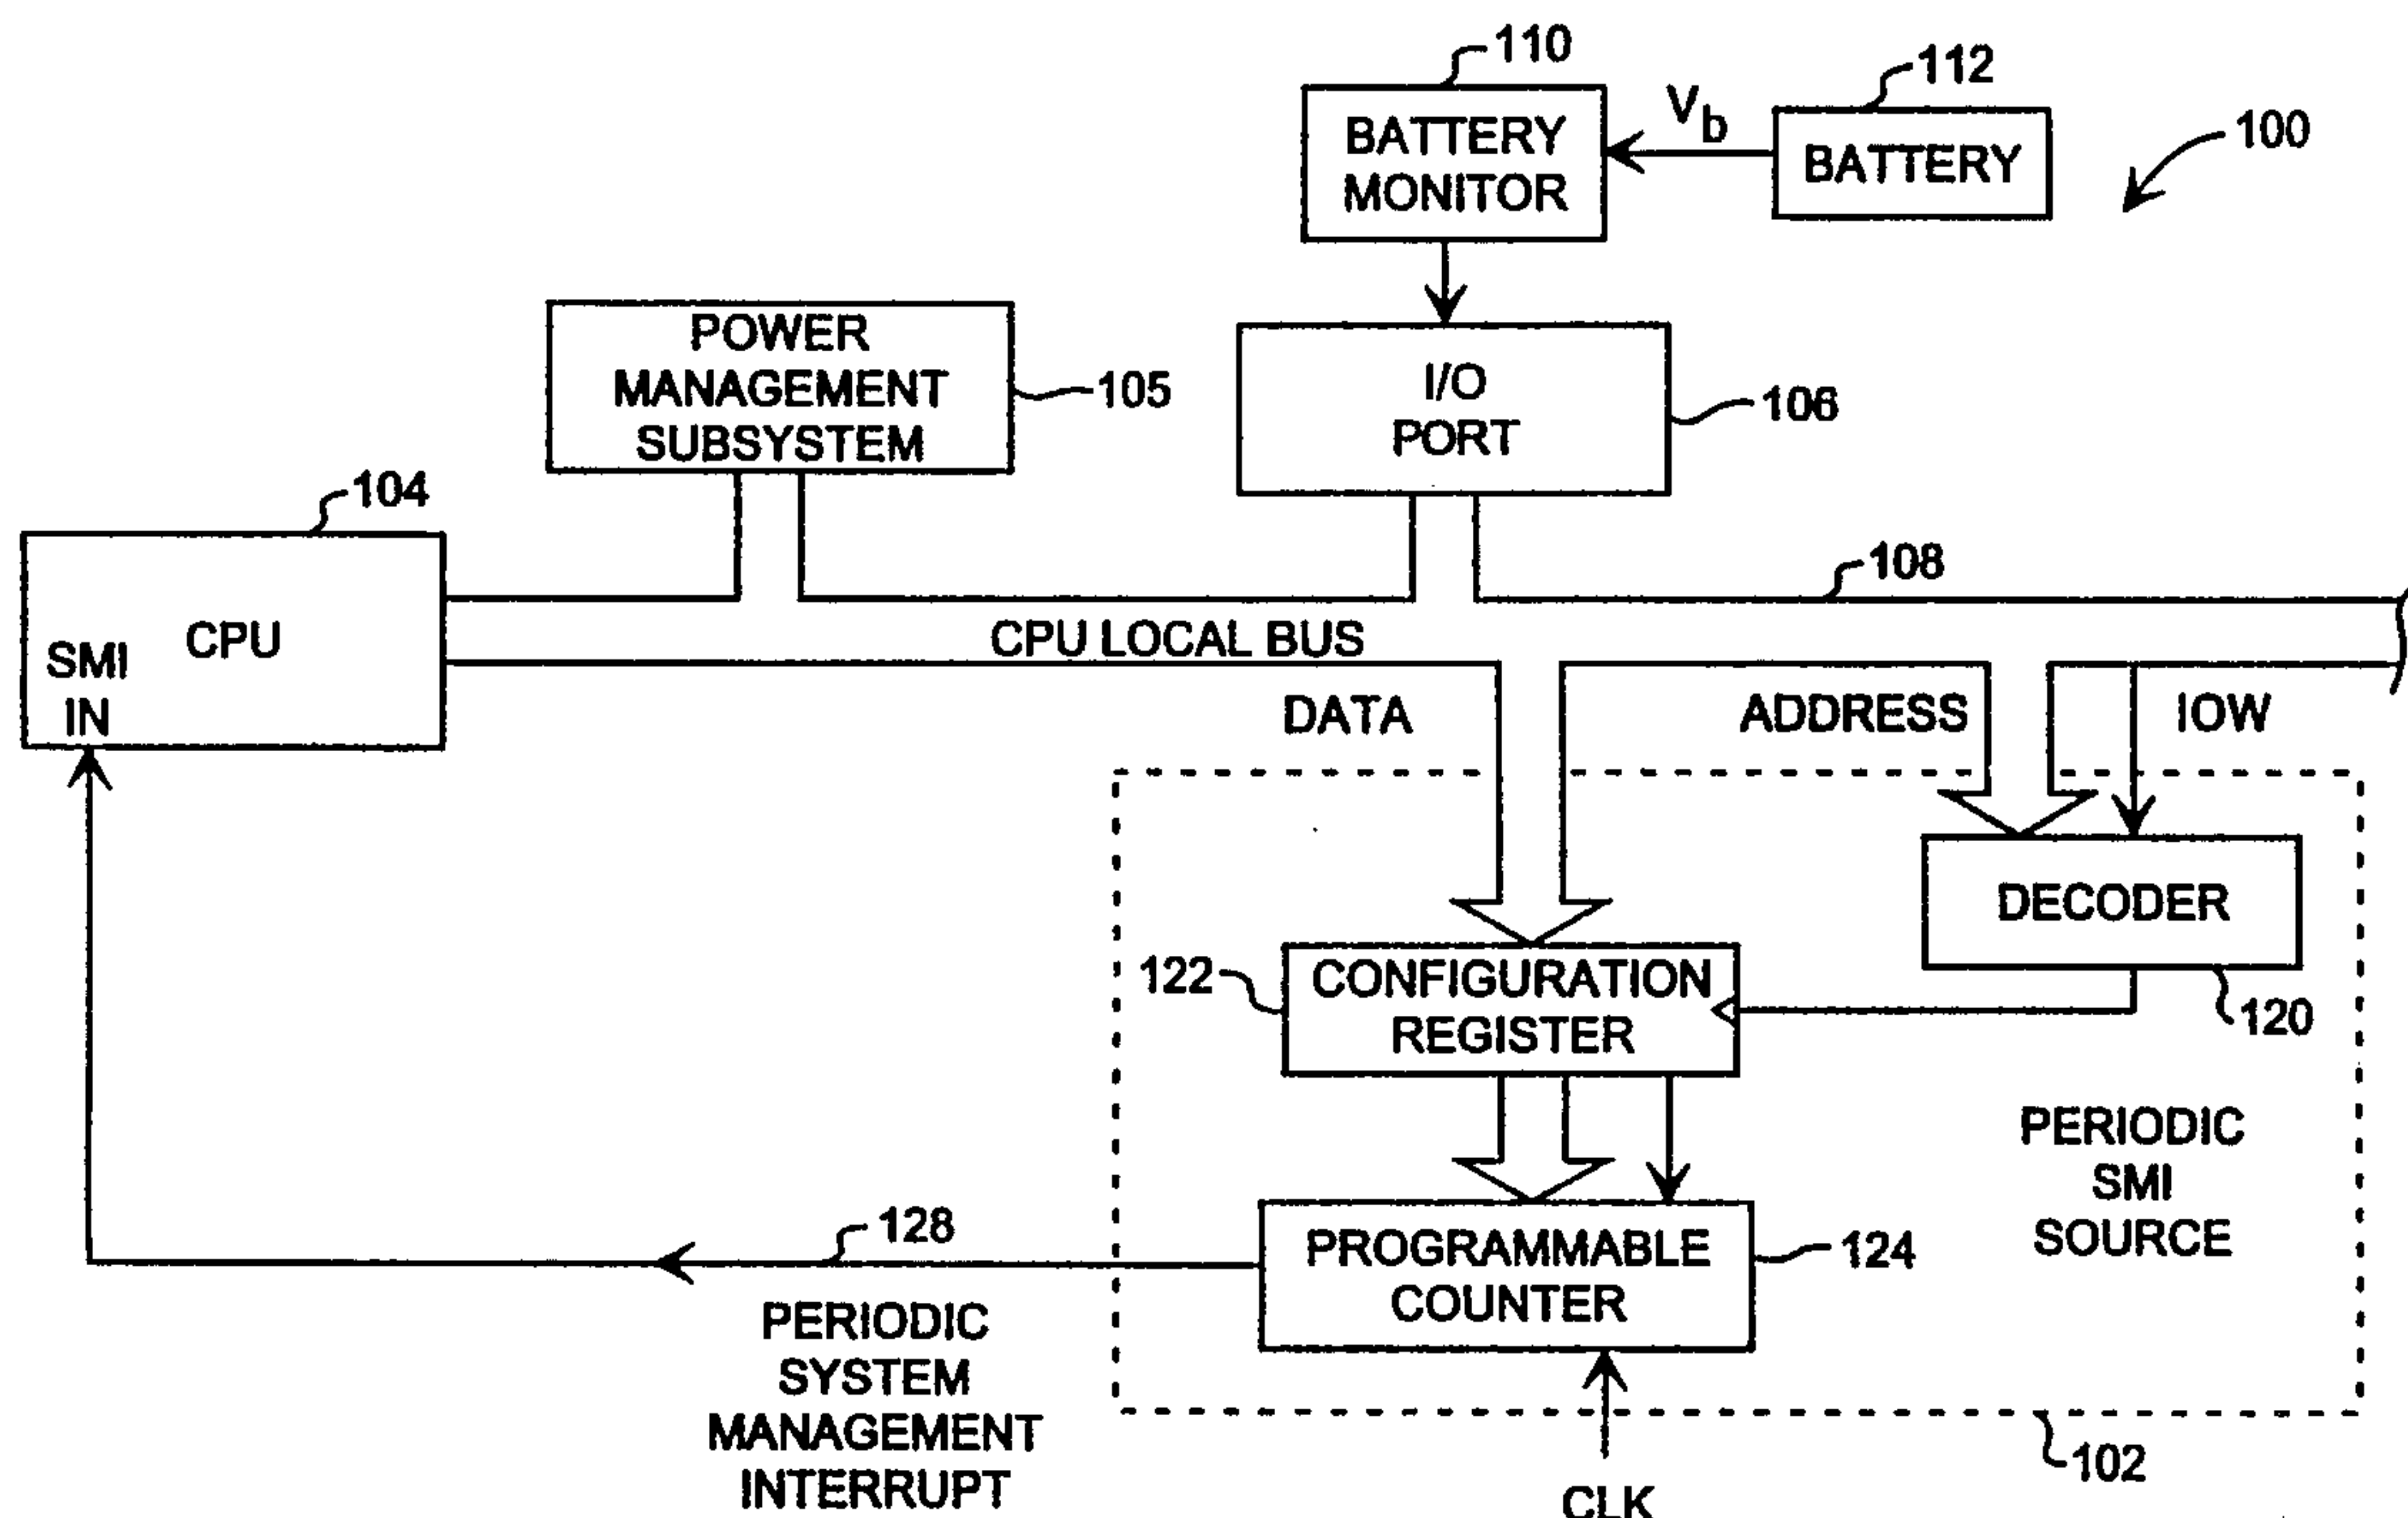 110
112
100
BATTERY
MONITOR
Vb
BATTERY
POWER
MANAGEMENT
SUBSYSTEM
105
I/O
PORT
106
104
CPU
SMI
IN
108
CPU LOCAL BUS
DATA
ADDRESS
IOW
DECODER
120
122
CONFIGURATION
REGISTER
PERIODIC
SMI
SOURCE
PROGRAMMABLE
COUNTER
124
128
PERIODIC
SYSTEM
MANAGEMENT
INTERRUPT
102
CLK